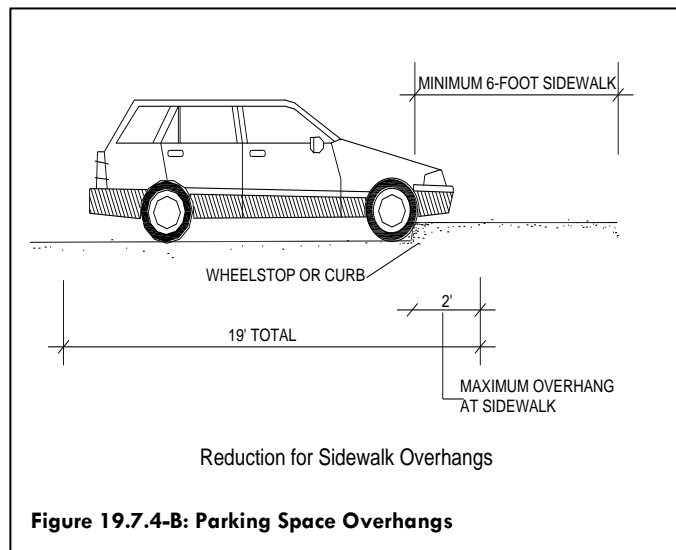 MINIMUM 6-FOOT SIDEWALK
WHEELSTOP OR CURB
2'
19' TOTAL
MAXIMUM OVERHANG
AT SIDEWALK
Reduction for Sidewalk Overhangs
Figure 19.7.4-B: Parking Space Overhangs